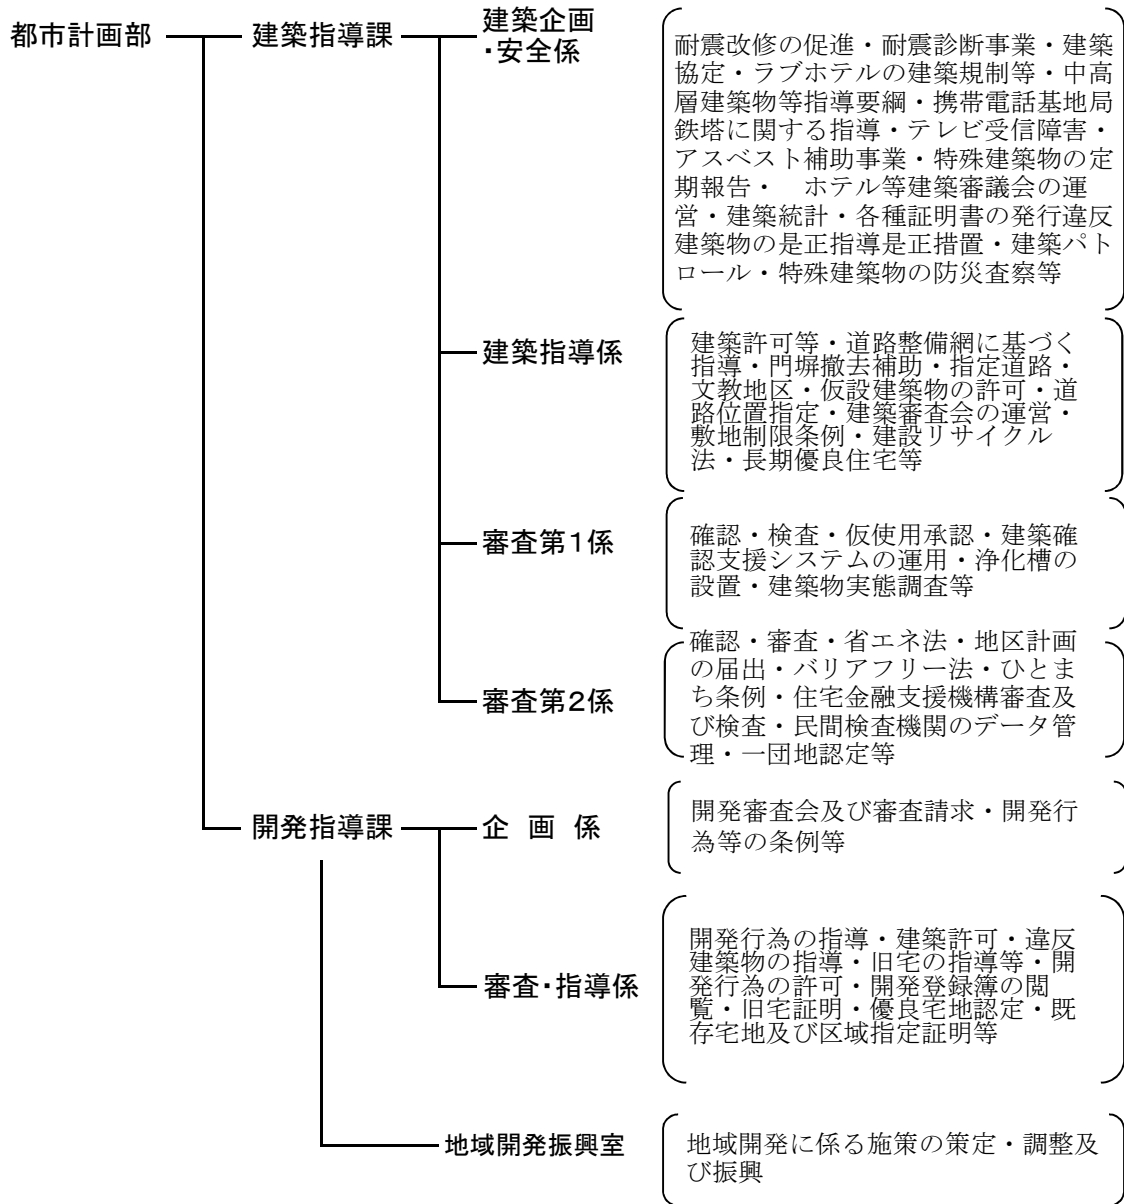 都市計画部
建築指導課
建築企画
・安全係
耐震改修の促進・耐震診断事業・建築
協定・ラブホテルの建築規制等・中高
層建築物等指導要綱・携帯電話基地局
鉄塔に関する指導・テレビ受信障害・
アスベスト補助事業・特殊建築物の定
期報告・　ホテル等建築審議会の運
営・建築統計・各種証明書の発行違反
建築物の是正指導是正措置・建築パト
ロール・特殊建築物の防災査察等
建築指導係
建築許可等・道路整備網に基づく
指導・門塀撤去補助・指定道路・
文教地区・仮設建築物の許可・道
路位置指定・建築審査会の運営・
敷地制限条例・建設リサイクル
法・長期優良住宅等
審査第1係
確認・検査・仮使用承認・建築確
認支援システムの運用・浄化槽の
設置・建築物実態調査等
審査第2係
確認・審査・省エネ法・地区計画
の届出・バリアフリー法・ひとま
ち条例・住宅金融支援機構審査及
び検査・民間検査機関のデータ管
理・一団地認定等
開発指導課
企　画　係
開発審査会及び審査請求・開発行
為等の条例等
審査・指導係
開発行為の指導・建築許可・違反
建築物の指導・旧宅の指導等・開
発行為の許可・開発登録簿の閲
覧・旧宅証明・優良宅地認定・既
存宅地及び区域指定証明等
地域開発振興室
地域開発に係る施策の策定・調整及
び振興